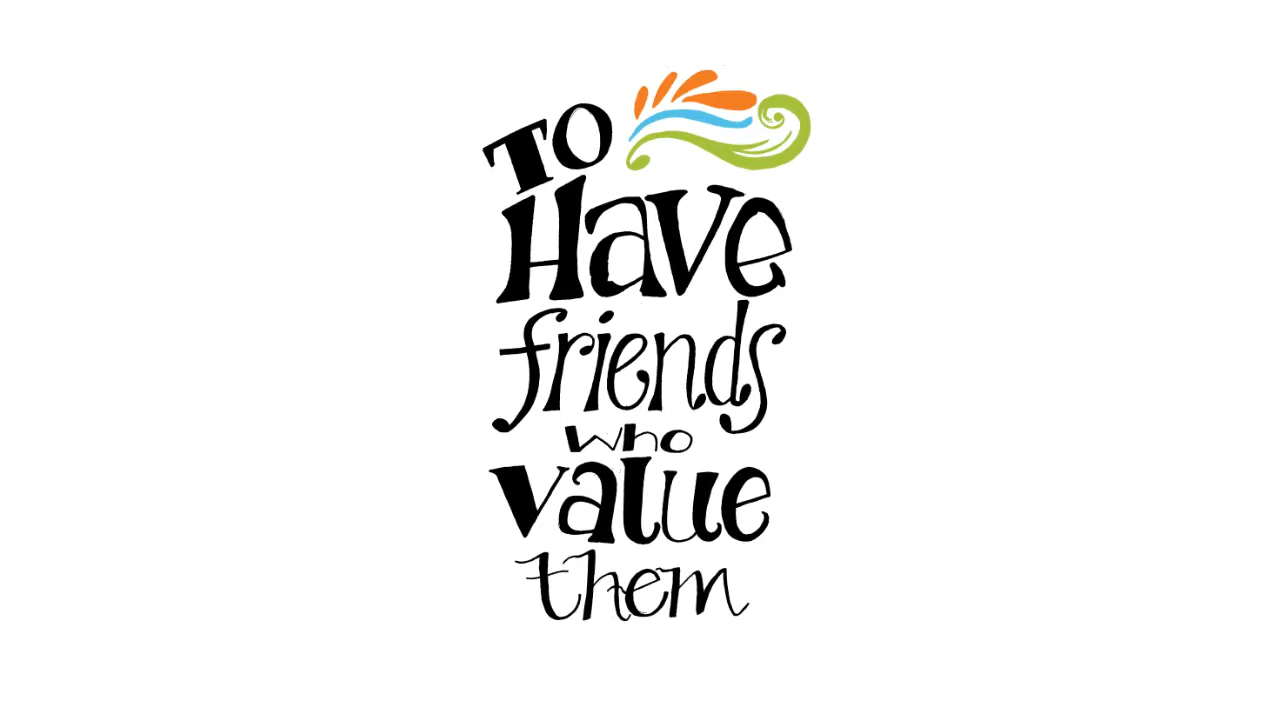 To
Have
friends
who
value
them